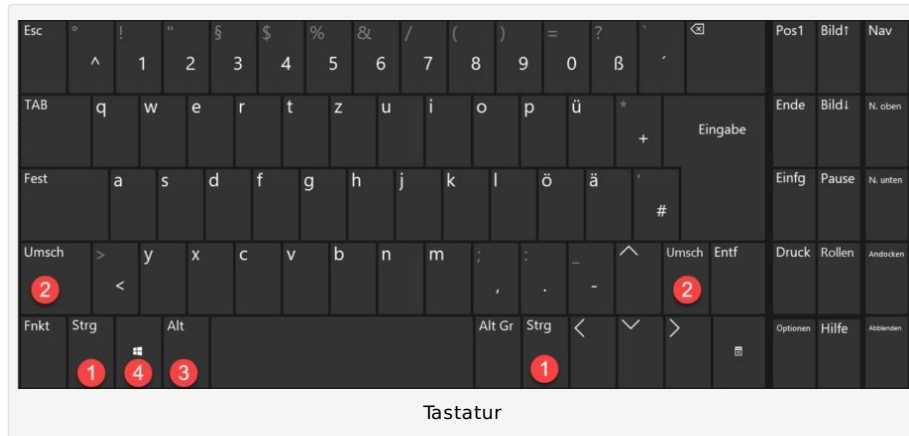 Esc ° ! " § $ % & / ( ) = ? ` ⌫ Pos1 Bild↑ Nav
^ 1 2 3 4 5 6 7 8 9 0 ß ´
TAB q w e r t z u i o p ü * Ende Bild↓ N. oben
+ Eingabe
Fest a s d f g h j k l ö ä ' Einfg Pause N. unten
#
Umsch > y x c v b n m ; : _ ^ Umsch Entf Druck Rollen Andocken
2 < , . - 2
Fnkt Strg Alt Alt Gr Strg < ﹀ > Optionen Hilfe Abblenden
1 4 3 1
Tastatur